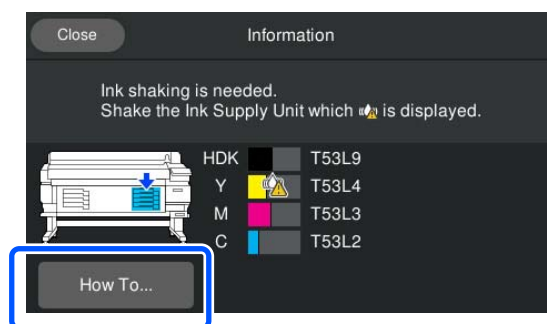 Close
Information
Ink shaking is needed.
Shake the Ink Supply Unit which is displayed.
HDK T53L9
Y T53L4
M T53L3
C T53L2
How To...